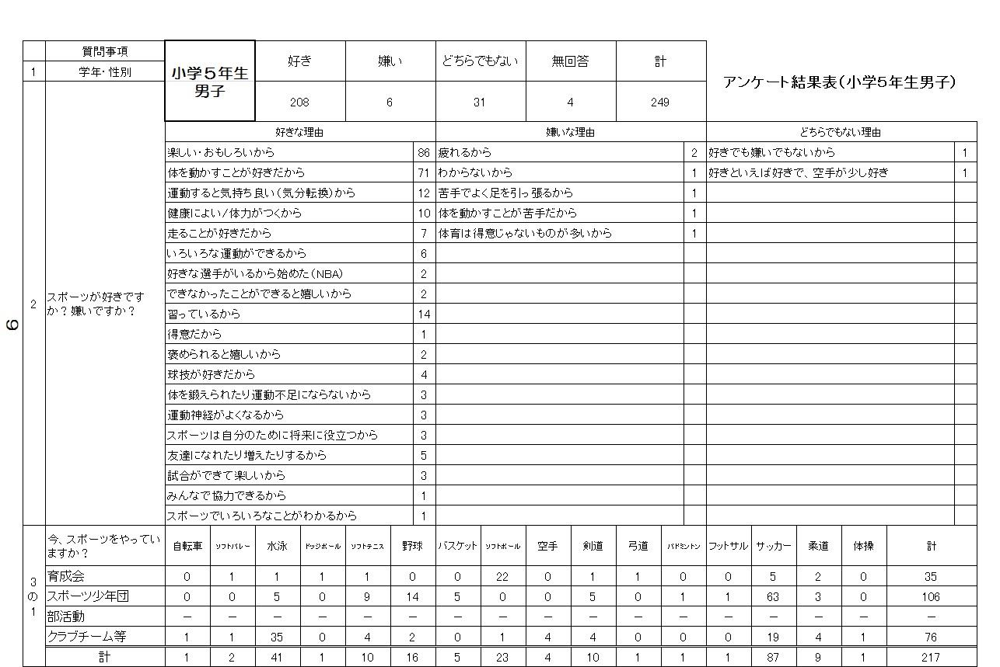 質問事項 小学5年生男子 好き 嫌い どちらでもない 無回答 計
1 学年・性別
アンケート結果表(小学5年生男子)
208 6 31 4 249
好きな理由 嫌いな理由 どちらでもない理由
楽しい・おもしろいから 86 疲れるから 2 好きでも嫌いでもないから 1
体を動かすことが好きだから 71 わからないから 1 好きといえば好きで、空手が少し好き 1
運動すると気持ち良い(気分転換)から 12 苦手でよく足を引っ張るから 1
健康によい/体力がつくから 10 体を動かすことが苦手だから 1
走ることが好きだから 7 体育は得意じゃないものが多いから 1
いろいろな運動ができるから 6
好きな選手がいるから始めた(NBA) 2
できなかったことができると嬉しいから 2
2 スポーツが好きですか?嫌いですか?
習っているから 14
6
得意だから 1
褒められると嬉しいから 2
球技が好きだから 4
体を鍛えられたり運動不足にならないから 3
運動神経がよくなるから 3
スポーツは自分のために将来に役立つから 3
友達になれたり増えたりするから 5
試合ができて楽しいから 3
みんなで協力できるから 1
スポーツでいろいろなことがわかるから 1
3の1 今、スポーツをやっていますか? 自転車 ソフトバレー 水泳 ドッジボール ソフトテニス 野球 バスケット ソフトボール 空手 剣道 弓道 バドミントン フットサル サッカー 柔道 体操 計
育成会 0 1 1 1 1 0 0 22 0 1 1 0 0 5 2 0 35
スポーツ少年団 0 0 5 0 9 14 5 0 0 5 0 1 1 63 3 0 106
部活動 － － － － － － － － － － － － － － － － －
クラブチーム等 1 1 35 0 4 2 0 1 4 4 0 0 0 19 4 1 76
計 1 2 41 1 10 16 5 23 4 10 1 1 1 87 9 1 217